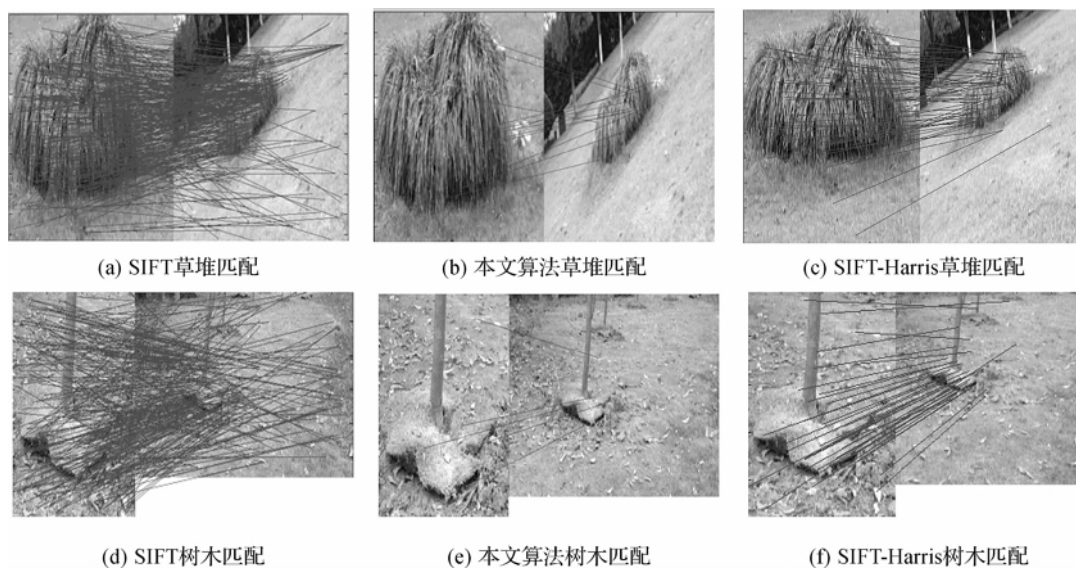 (a) SIFT草堆匹配
(b) 本文算法草堆匹配
(c) SIFT-Harris草堆匹配
(d) SIFT树木匹配
(e) 本文算法树木匹配
(f) SIFT-Harris树木匹配